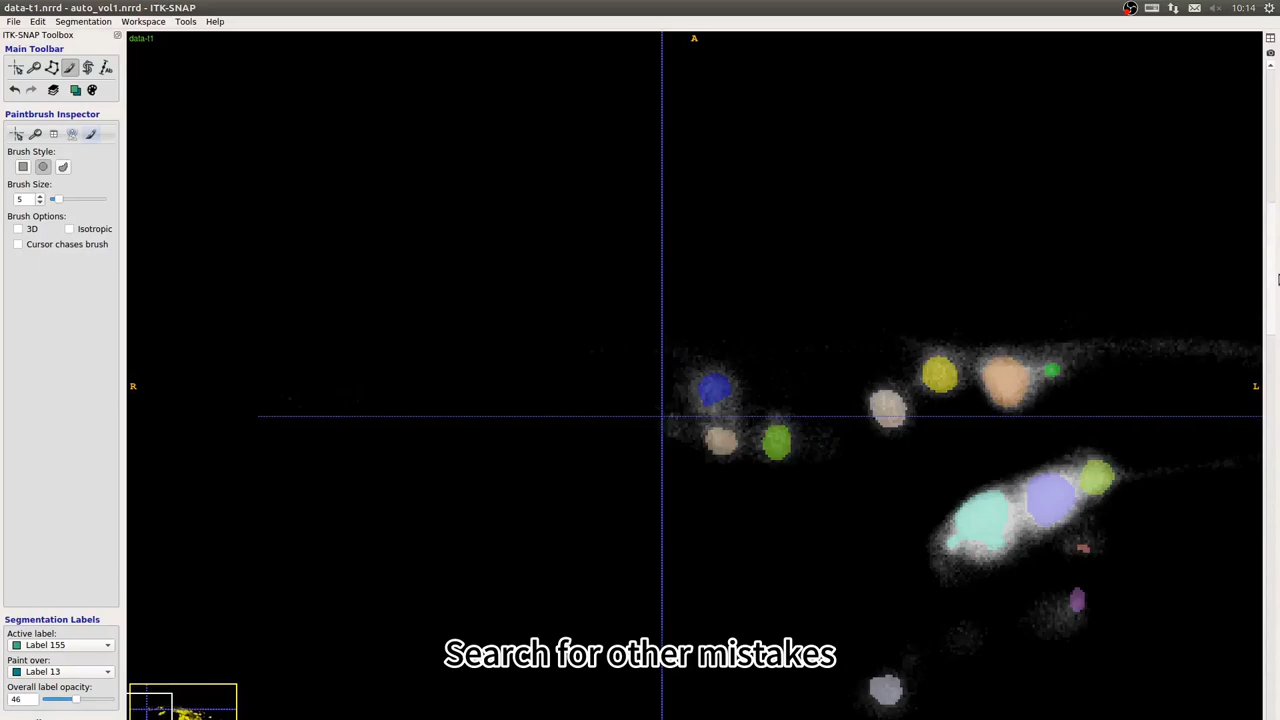 data-t1.nrrd - auto_vol1.nrrd - ITK-SNAP
10:14
File Edit Segmentation Workspace Tools Help
ITK-SNAP Toolbox
Main Toolbar
Paintbrush Inspector
Brush Style:
Brush Size:
5
Brush Options:
3D Isotropic
Cursor chases brush
Segmentation Labels
Active label:
Label 155
Paint over:
Label 13
Overall label opacity:
46
data-t1
A
R
L
Search for other mistakes